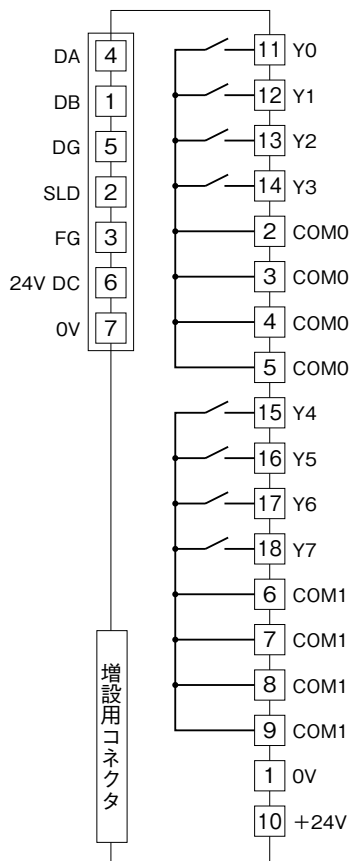 DA 4
DB 1
DG 5
SLD 2
FG 3
24V DC 6
0V 7
増設用コネクタ
11 Y0
12 Y1
13 Y2
14 Y3
2 COM0
3 COM0
4 COM0
5 COM0
15 Y4
16 Y5
17 Y6
18 Y7
6 COM1
7 COM1
8 COM1
9 COM1
1 0V
10 +24V